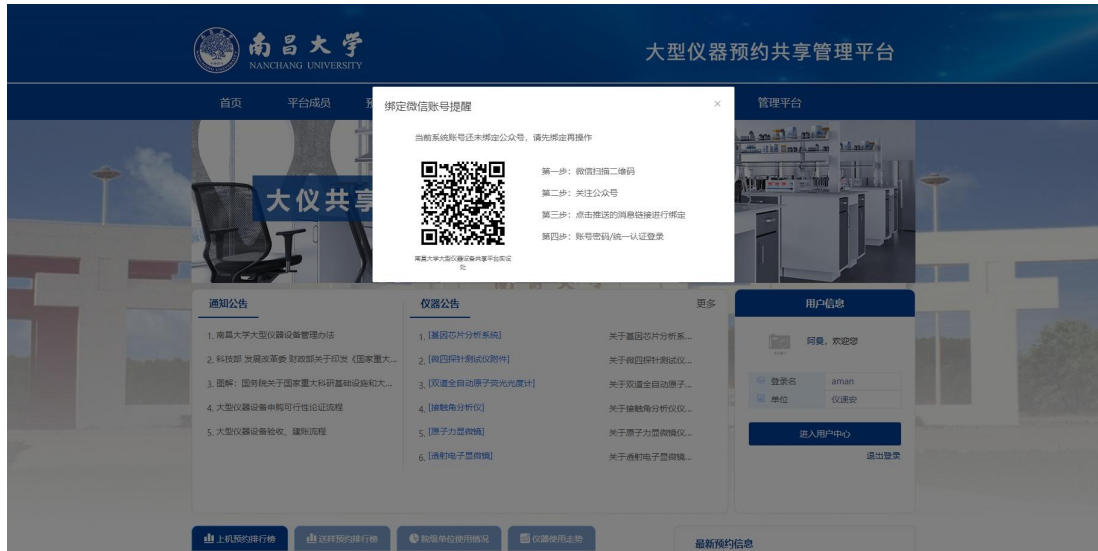 南昌大学
NANCHANG UNIVERSITY
大型仪器预约共享管理平台
首页 平台成员 管理平台
绑定微信账号提醒
当前系统账号还未绑定公众号，请先绑定再操作
第一步：微信扫描二维码
第二步：关注公众号
第三步：点击推送的消息链接进行绑定
第四步：账号密码/统一认证登录
南昌大学大型仪器设备共享平台实设
处
大仪共享
通知公告
1. 南昌大学大型仪器设备管理办法
2. 科技部 发展改革委 财政部关于印发《国家重大...
3. 图解：国务院关于国家重大科研基础设施和大...
4. 大型仪器设备申购可行性论证流程
5. 大型仪器设备验收、建账流程
仪器公告 更多
1. [基因芯片分析系统] 关于基因芯片分析系...
2. [微四探针测试仪附件] 关于微四探针测试仪...
3. [双道全自动原子荧光光度计] 关于双道全自动原子...
4. [接触角分析仪] 关于接触角分析仪仪...
5. [原子力显微镜] 关于原子力显微镜仪...
6. [透射电子显微镜] 关于透射电子显微镜...
用户信息
阿曼，欢迎您
登录名 aman
单位 仪速安
进入用户中心
退出登录
上机预约排行榜 送样预约排行榜 院级单位使用情况 仪器使用走势
最新预约信息